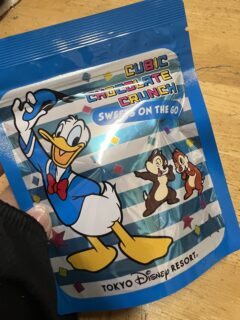 CUBIC
CHOCOLATE
CRUNCH
SWEETS ON THE GO
TOKYO Disney RESORT®